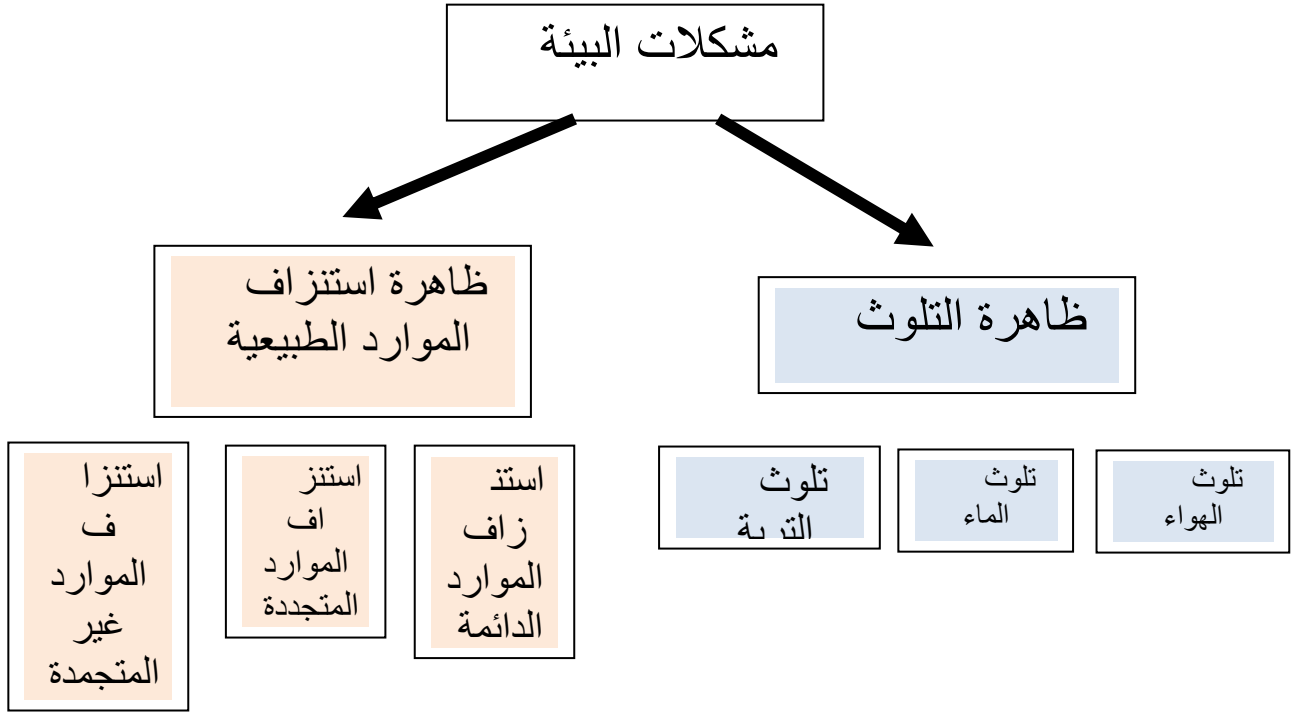 مشكلات البيئة
ظاهرة التلوث
ظاهرة استنزاف
الموارد الطبيعية
تلوث
الهواء
تلوث
الماء
تلوث
التربة
استنـ
زاف
الموارد
الدائمة
استنز
اف
الموارد
المتجددة
استنزا
ف
الموارد
غير
المتجمدة